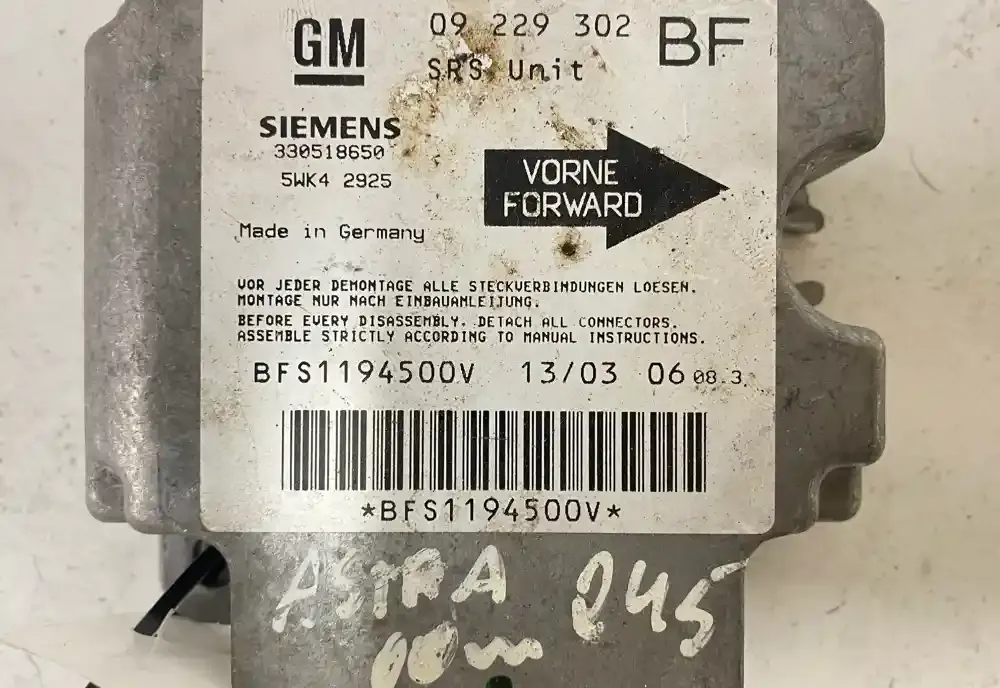 GM
09 229 302
BF
SRS Unit
SIEMENS
330518650
5WK4 2925
VORNE
FORWARD
Made in Germany
VOR JEDER DEMONTAGE ALLE STECKVERBINDUNGEN LOESEN.
MONTAGE NUR NACH EINBAUANLEITUNG.
BEFORE EVERY DISASSEMBLY. DETACH ALL CONNECTORS.
ASSEMBLE STRICTLY ACCORDING TO MANUAL INSTRUCTIONS.
BFS1194500V 13/03 06 08.3.
*BFS1194500V*
ASTRA 245
00m